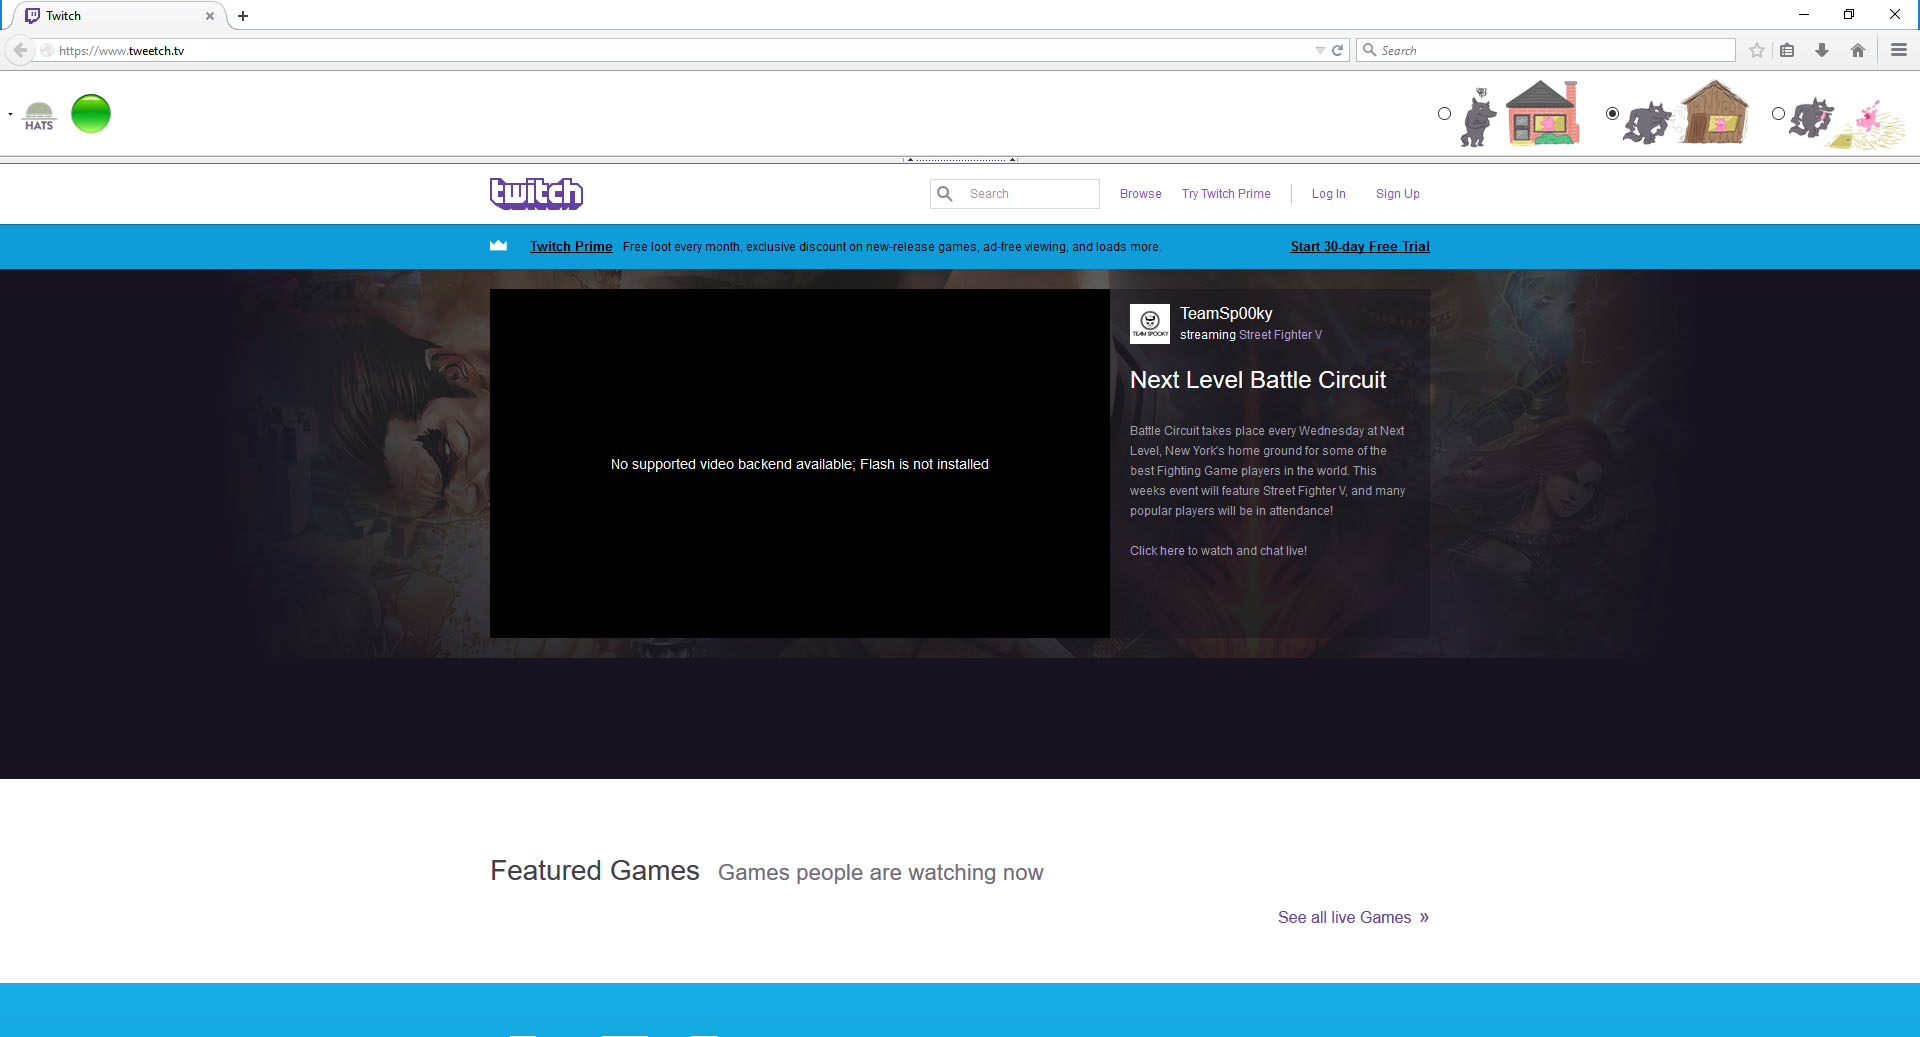 Twitch
https://www.tweetch.tv
Search
HATS
twitch
Search
Browse
Try Twitch Prime
Log In
Sign Up
Twitch Prime Free loot every month, exclusive discount on new-release games, ad-free viewing, and loads more.
Start 30-day Free Trial
No supported video backend available; Flash is not installed
TEAM SPOOKY
TeamSp00ky
streaming Street Fighter V
Next Level Battle Circuit
Battle Circuit takes place every Wednesday at Next
Level, New York's home ground for some of the
best Fighting Game players in the world. This
weeks event will feature Street Fighter V, and many
popular players will be in attendance!
Click here to watch and chat live!
Featured Games Games people are watching now
See all live Games »